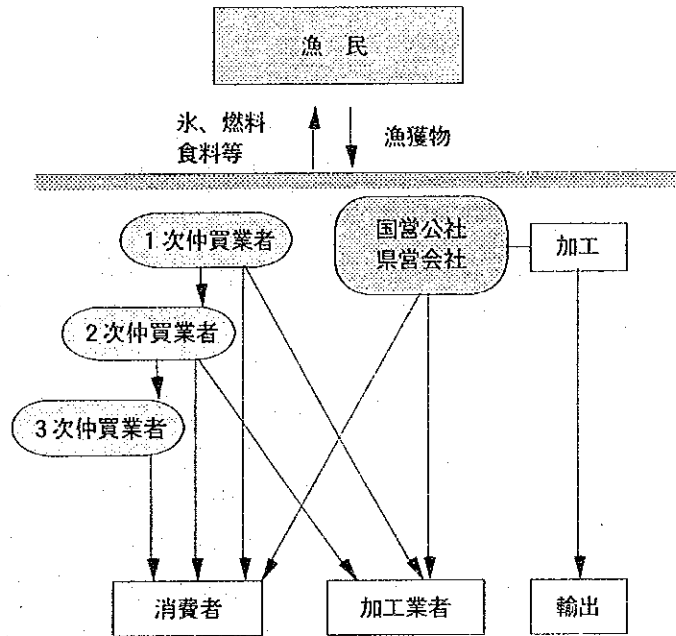 漁 民
氷、燃料
食料等
漁獲物
1次仲買業者
国営公社
県営会社
加工
2次仲買業者
3次仲買業者
消費者
加工業者
輸出